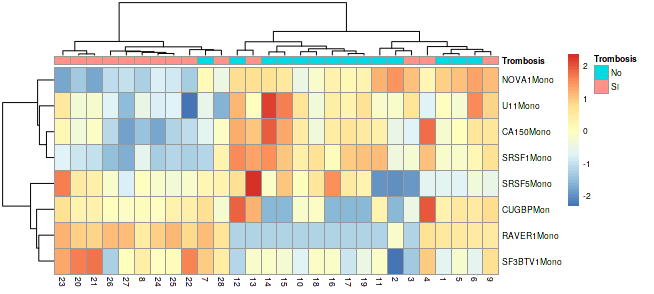 Trombosis
NOVA1Mono
U11Mono
CA150Mono
SRSF1Mono
SRSF5Mono
CUGBPMon
RAVER1Mono
SF3BTV1Mono
23 20 21 26 27 8 24 25 22 7 28 12 13 14 15 10 18 16 17 19 11 2 3 4 1 5 6 9
2
1
0
-1
-2
Trombosis
No
SI